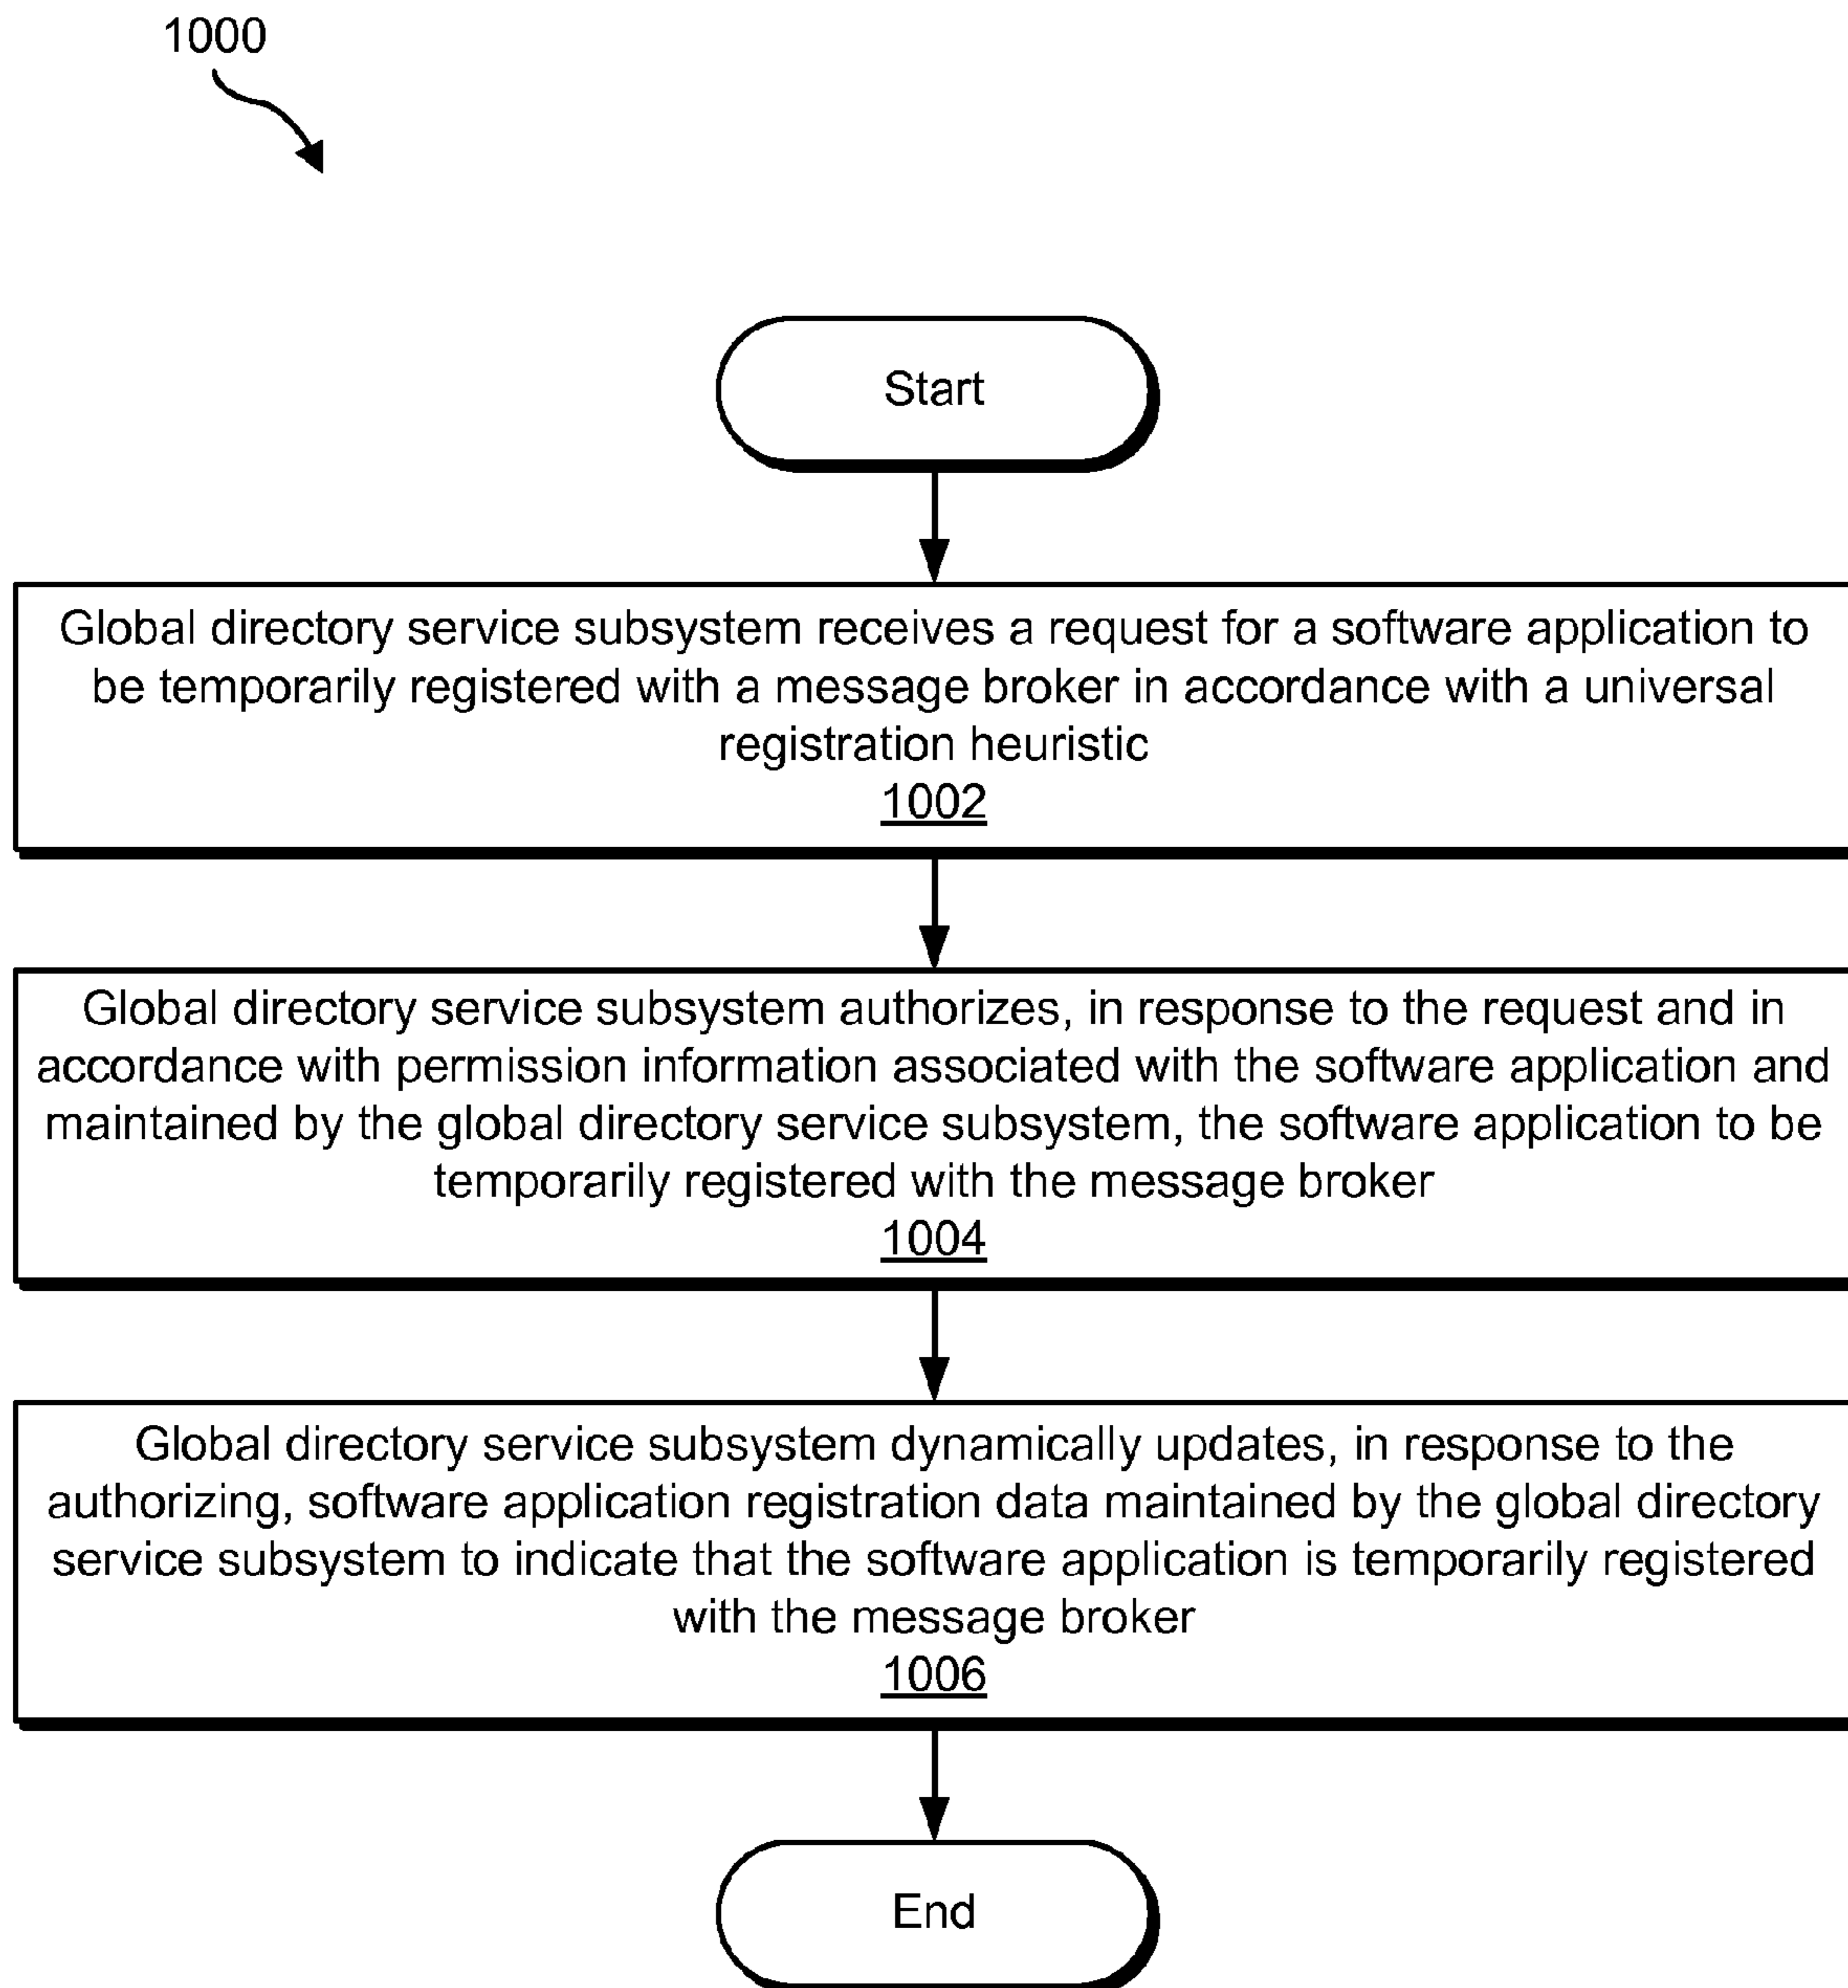 1000
Start
Global directory service subsystem receives a request for a software application to
be temporarily registered with a message broker in accordance with a universal
registration heuristic
1002
Global directory service subsystem authorizes, in response to the request and in
accordance with permission information associated with the software application and
maintained by the global directory service subsystem, the software application to be
temporarily registered with the message broker
1004
Global directory service subsystem dynamically updates, in response to the
authorizing, software application registration data maintained by the global directory
service subsystem to indicate that the software application is temporarily registered
with the message broker
1006
End